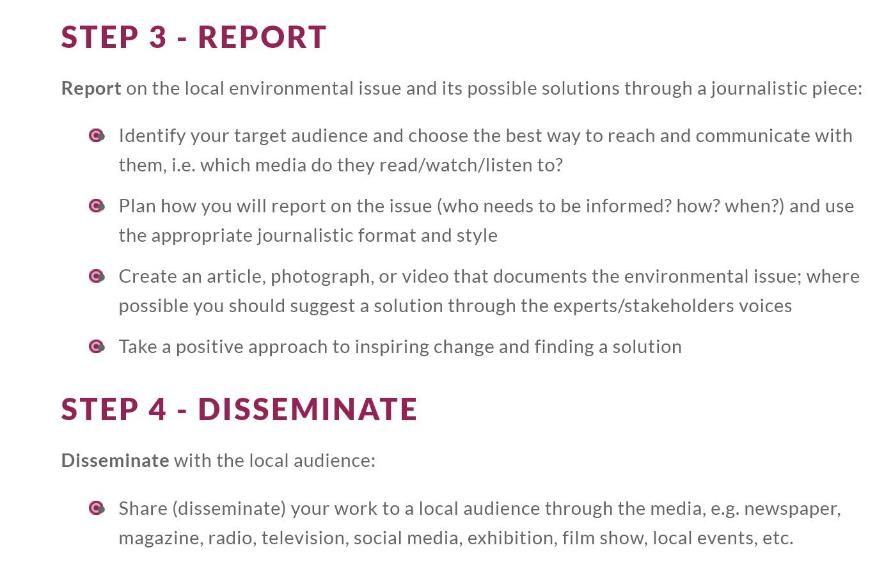 STEP 3 - REPORT
Report on the local environmental issue and its possible solutions through a journalistic piece:
Identify your target audience and choose the best way to reach and communicate with
them, i.e. which media do they read/watch/listen to?
Plan how you will report on the issue (who needs to be informed? how? when?) and use
the appropriate journalistic format and style
Create an article, photograph, or video that documents the environmental issue; where
possible you should suggest a solution through the experts/stakeholders voices
Take a positive approach to inspiring change and finding a solution
STEP 4 - DISSEMINATE
Disseminate with the local audience:
Share (disseminate) your work to a local audience through the media, e.g. newspaper,
magazine, radio, television, social media, exhibition, film show, local events, etc.